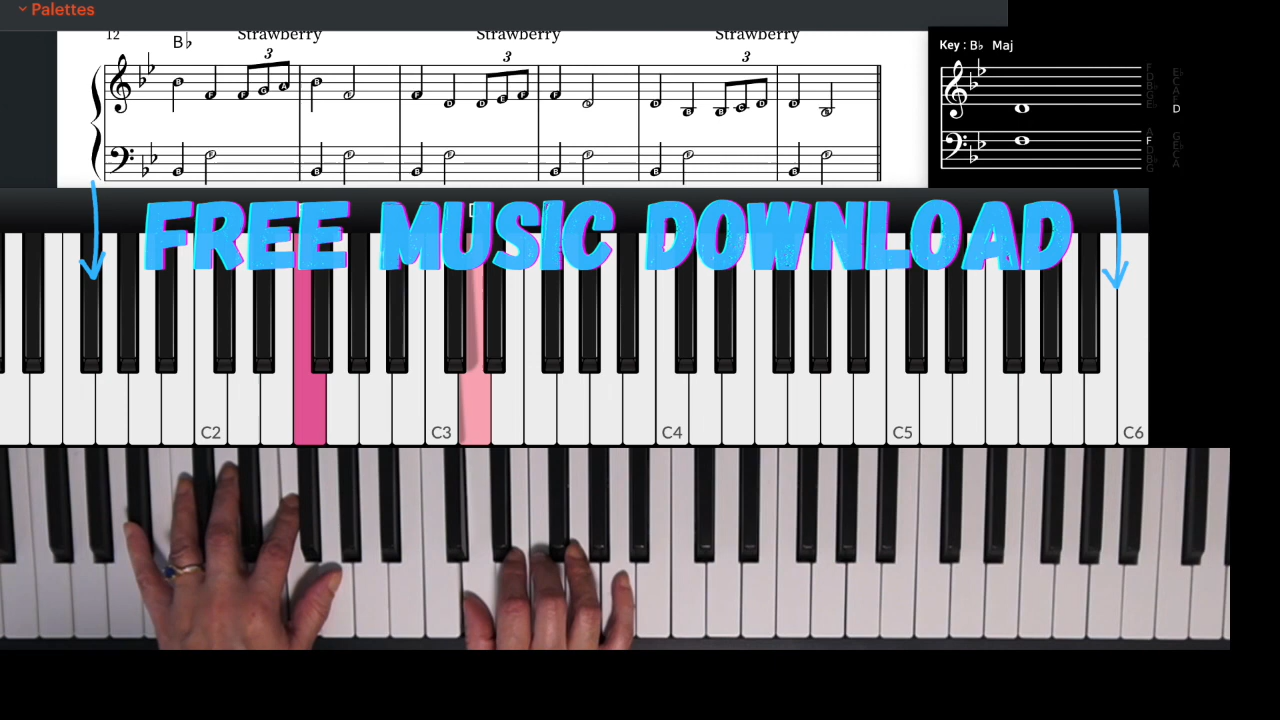 Palettes
12
B♭
Strawberry
Strawberry
Strawberry
3
3
3
Key : B♭ Maj
F
D
FREE MUSIC DOWNLOAD
C2
C3
C4
C5
C6